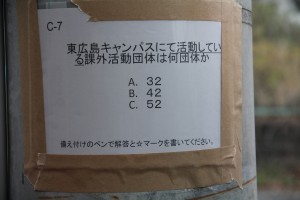 C-7
東広島キャンパスにて活動してい
る課外活動団体は何団体か
A. 32
B. 42
C. 52
備え付けのペンで解答と☆マークを書いてください。